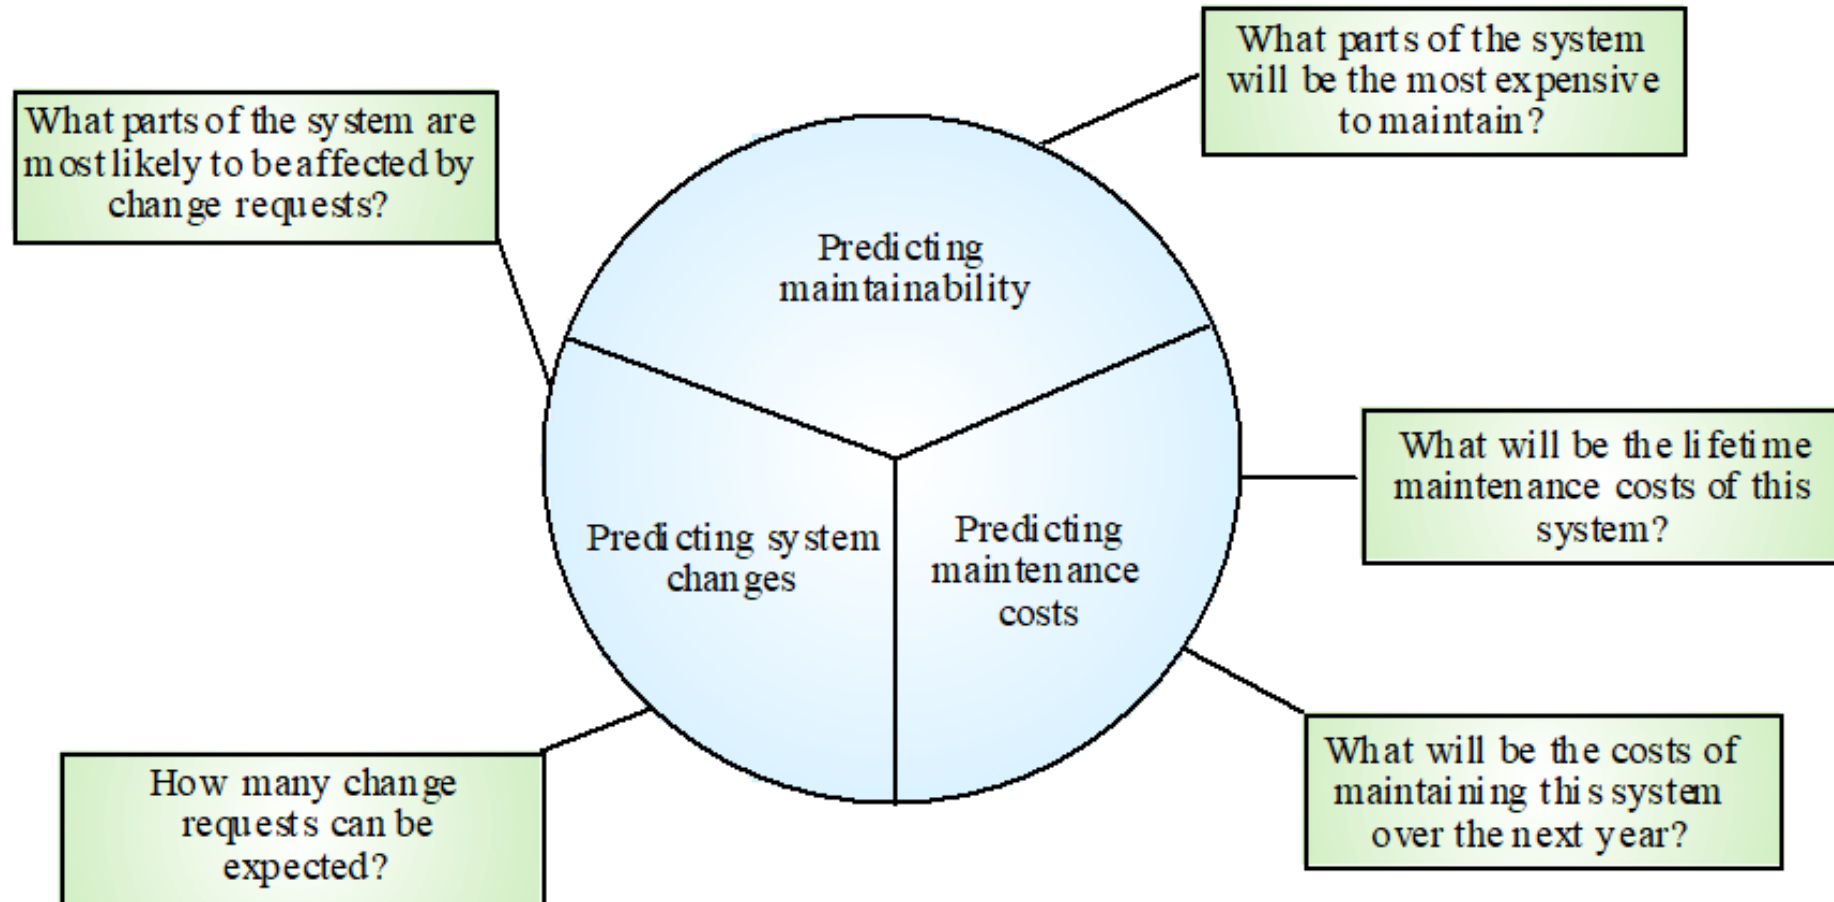 What parts of the system
will be the most expensive
to maintain?
What parts of the system are
most likely to be affected by
change requests?
Predicting
maintainability
What will be the lifetime
maintenance costs of this
system?
Predicting system
changes
Predicting
maintenance
costs
What will be the costs of
maintaining this system
over the next year?
How many change
requests can be
expected?